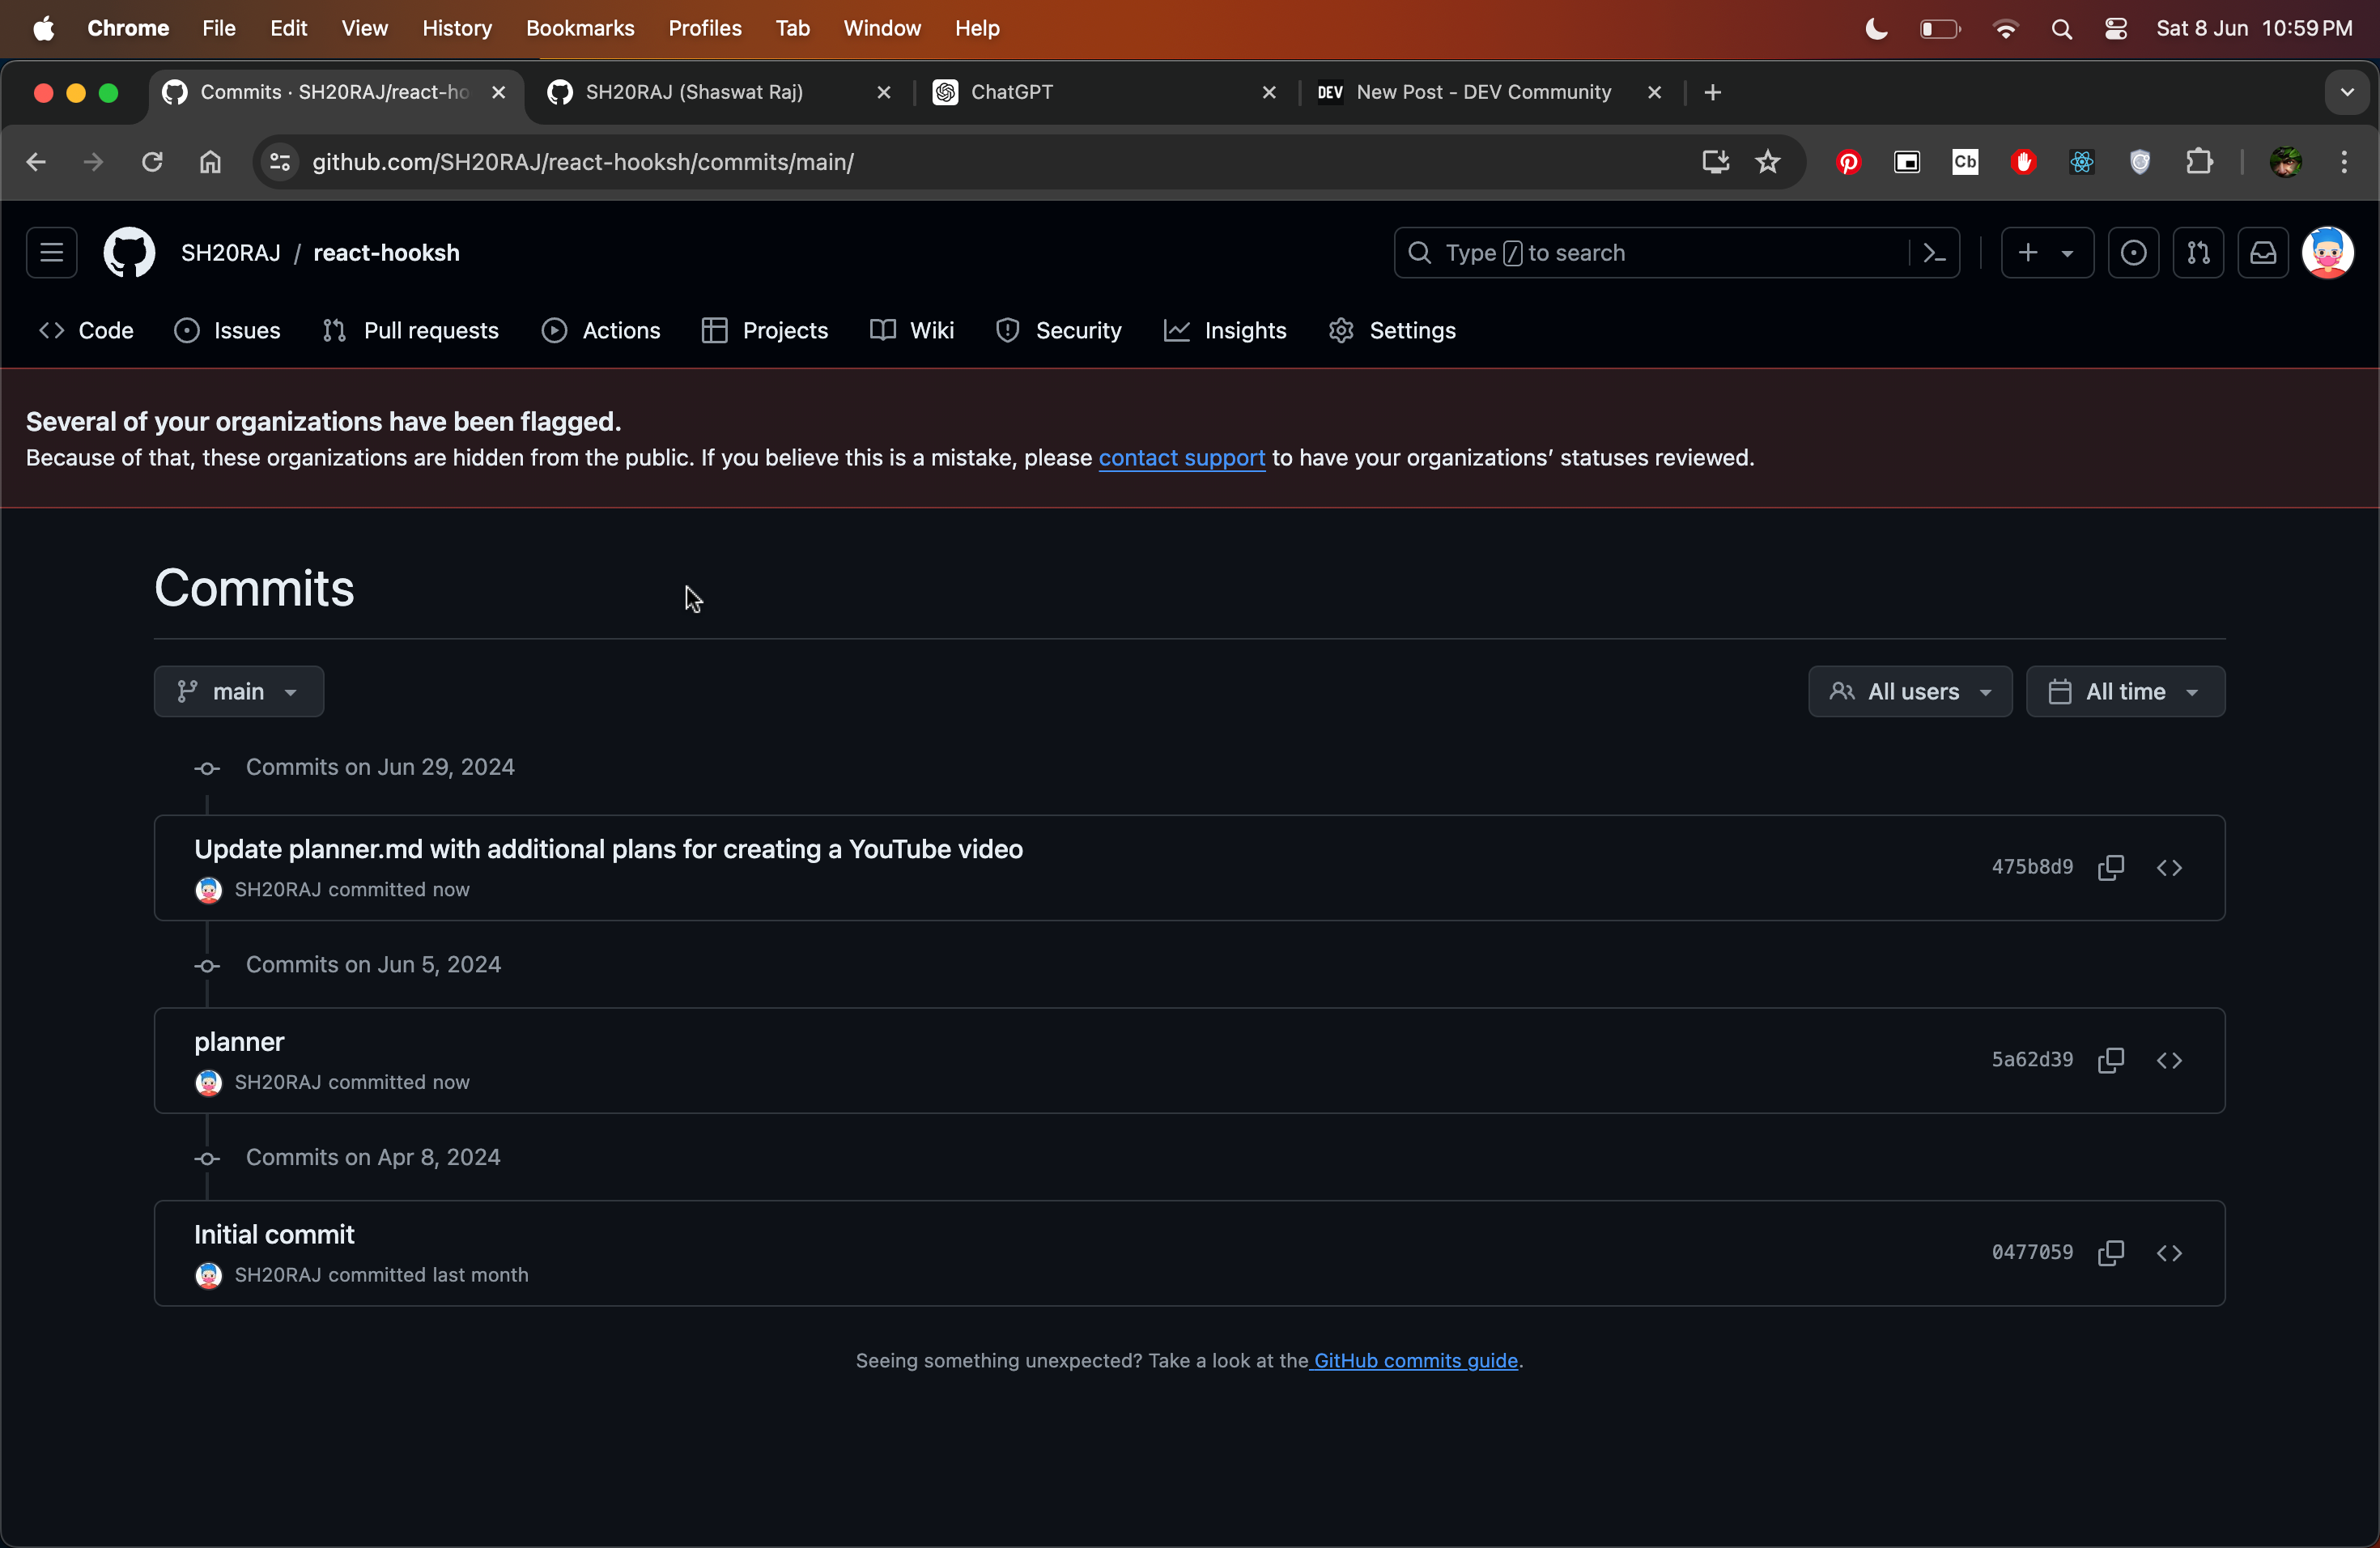 Chrome File Edit View History Bookmarks Profiles Tab Window Help Sat 8 Jun 10:59 PM
Commits · SH20RAJ/react-ho SH20RAJ (Shaswat Raj) ChatGPT DEV New Post - DEV Community
github.com/SH20RAJ/react-hooksh/commits/main/ Cb
SH20RAJ / react-hooksh Type / to search
Code Issues Pull requests Actions Projects Wiki Security Insights Settings
Several of your organizations have been flagged.
Because of that, these organizations are hidden from the public. If you believe this is a mistake, please contact support to have your organizations’ statuses reviewed.
Commits
main All users All time
Commits on Jun 29, 2024
Update planner.md with additional plans for creating a YouTube video
SH20RAJ committed now 475b8d9
Commits on Jun 5, 2024
planner
SH20RAJ committed now 5a62d39
Commits on Apr 8, 2024
Initial commit
SH20RAJ committed last month 0477059
Seeing something unexpected? Take a look at the GitHub commits guide.